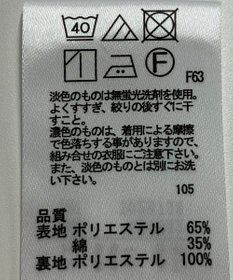 40
F
F63
淡色のものは無蛍光洗剤を使用。
よくすすぎ、絞りの後すぐに干
すこと。
濃色のものは、着用による摩擦
で色落ちする事がありますので、
組み合せの衣服にご注意下さい。
また、淡色のものとは別にお洗
い下さい。
105
品質
表地 ポリエステル 65%
綿 35%
裏地 ポリエステル 100%